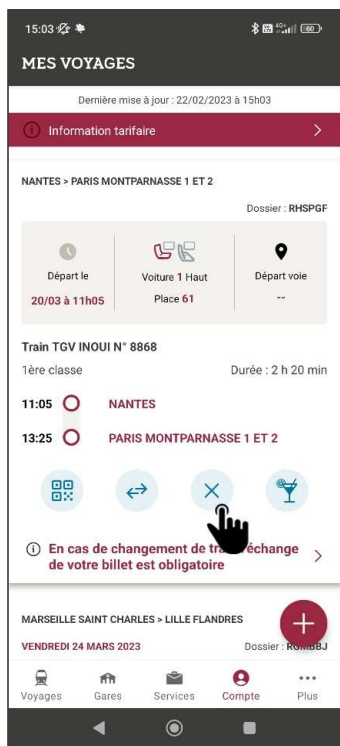 15:03
4G+
60
MES VOYAGES
Dernière mise à jour : 22/02/2023 à 15h03
Information tarifaire
NANTES > PARIS MONTPARNASSE 1 ET 2
Dossier : RHSPGF
Départ le
Voiture 1 Haut
Départ voie
20/03 à 11h05
Place 61
--
Train TGV INOUI N° 8868
1ère classe
Durée : 2 h 20 min
11:05 NANTES
13:25 PARIS MONTPARNASSE 1 ET 2
En cas de changement de échange
de votre billet est obligatoire
MARSEILLE SAINT CHARLES > LILLE FLANDRES
VENDREDI 24 MARS 2023
Dossier :
Voyages
Gares
Services
Compte
Plus